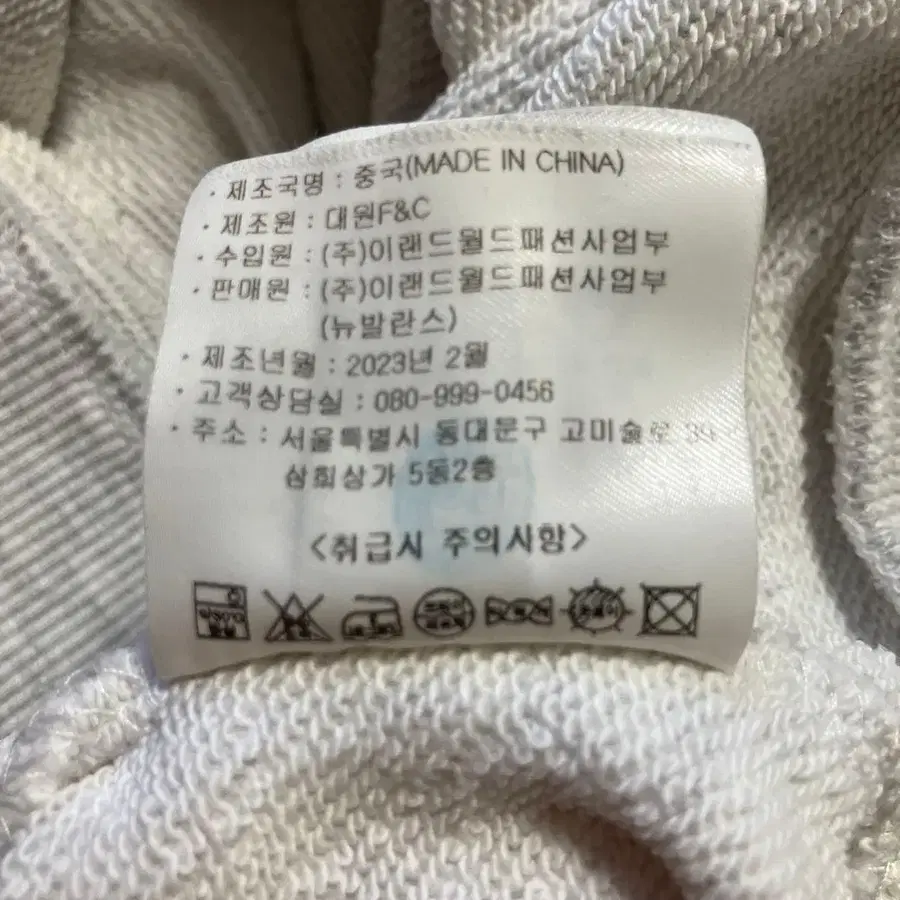 · 제조국명 : 중국(MADE IN CHINA)
· 제조원 : 대원F&C
· 수입원 : (주)이랜드월드패션사업부
· 판매원 : (주)이랜드월드패션사업부
(뉴발란스)
· 제조년월 : 2023년 2월
· 고객상담실 : 080-999-0456
· 주소 : 서울특별시 동대문구 고미술로
삼희상가 5동2층
<취급시 주의사항>